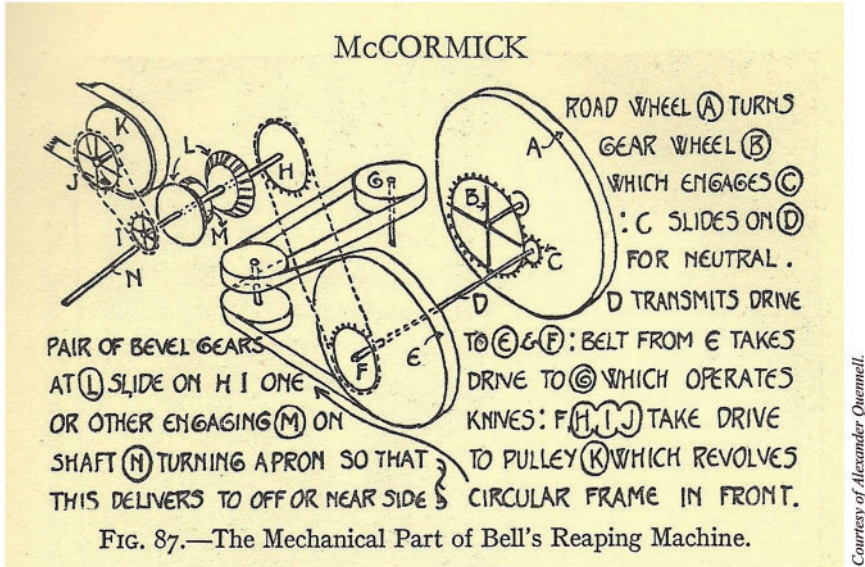 McCORMICK
ROAD WHEEL Ⓐ TURNS
GEAR WHEEL Ⓑ
WHICH ENGAGES Ⓒ
: C SLIDES ON Ⓓ
FOR NEUTRAL.
D TRANSMITS DRIVE
TO Ⓔ & Ⓕ : BELT FROM E TAKES
DRIVE TO Ⓖ WHICH OPERATES
KNIVES: F, Ⓗ Ⓘ Ⓙ TAKE DRIVE
TO PULLEY Ⓚ WHICH REVOLVES
CIRCULAR FRAME IN FRONT.
PAIR OF BEVEL GEARS
AT Ⓛ SLIDE ON H I ONE
OR OTHER ENGAGING Ⓜ ON
SHAFT Ⓝ TURNING APRON SO THAT
THIS DELIVERS TO OFF OR NEAR SIDE
K
L
J
H
I
M
N
G
A
B
C
D
E
F
FIG. 87.—The Mechanical Part of Bell's Reaping Machine.
Courtesy of Alexander Quennell.